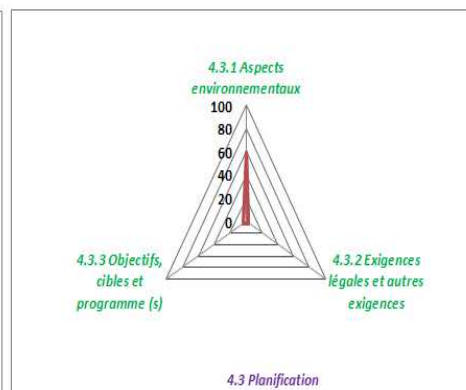 4.3.1 Aspects
environnementaux
100
80
60
40
20
0
4.3.3 Objectifs,
cibles et
programme (s)
4.3.2 Exigences
légales et autres
exigences
4.3 Planification